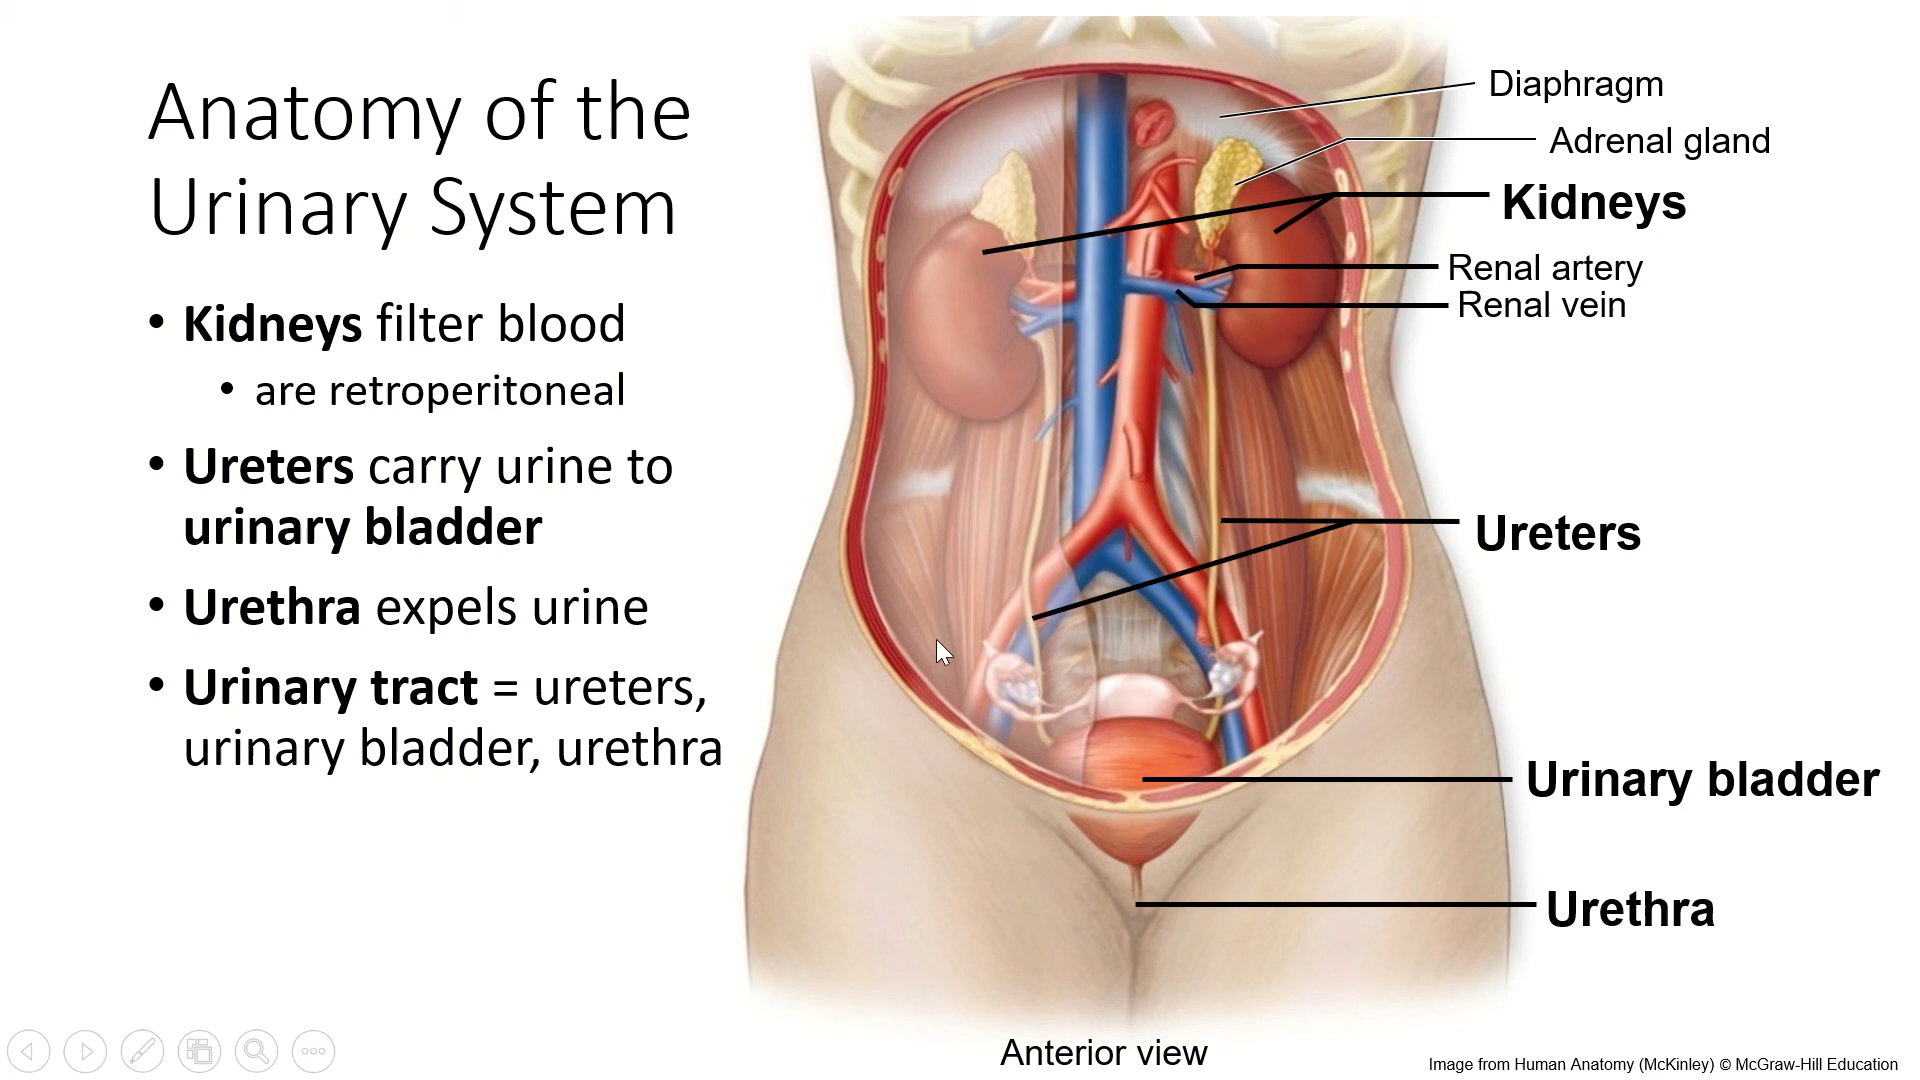 Anatomy of the
Urinary System
• Kidneys filter blood
• are retroperitoneal
• Ureters carry urine to
urinary bladder
• Urethra expels urine
• Urinary tract = ureters,
urinary bladder, urethra
Diaphragm
Adrenal gland
Kidneys
Renal artery
Renal vein
Ureters
Urinary bladder
Urethra
Anterior view
Image from Human Anatomy (McKinley) © McGraw-Hill Education